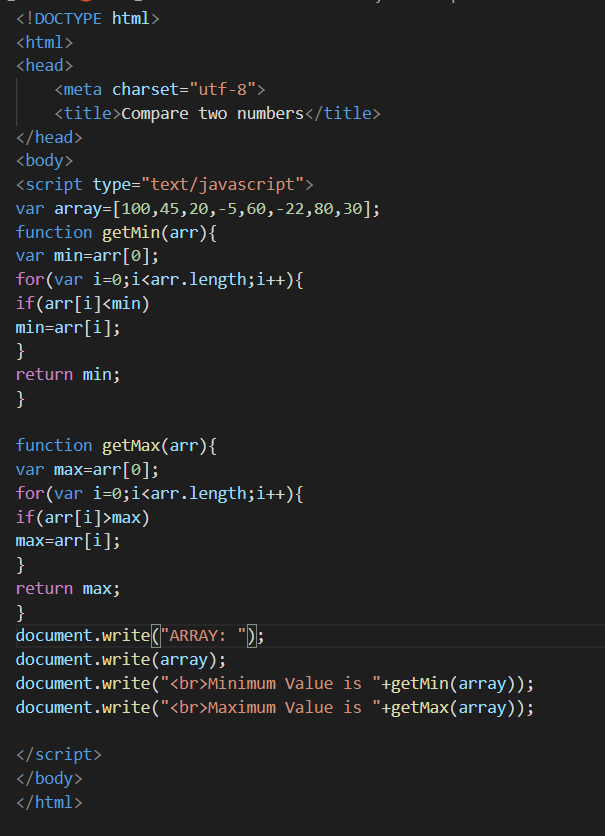 <!DOCTYPE html>
<html>
<head>
    <meta charset="utf-8">
    <title>Compare two numbers</title>
</head>
<body>
<script type="text/javascript">
var array=[100,45,20,-5,60,-22,80,30];
function getMin(arr){
var min=arr[0];
for(var i=0;i<arr.length;i++){
if(arr[i]<min)
min=arr[i];
}
return min;
}

function getMax(arr){
var max=arr[0];
for(var i=0;i<arr.length;i++){
if(arr[i]>max)
max=arr[i];
}
return max;
}
document.write("ARRAY: ");
document.write(array);
document.write("<br>Minimum Value is "+getMin(array));
document.write("<br>Maximum Value is "+getMax(array));

</script>
</body>
</html>